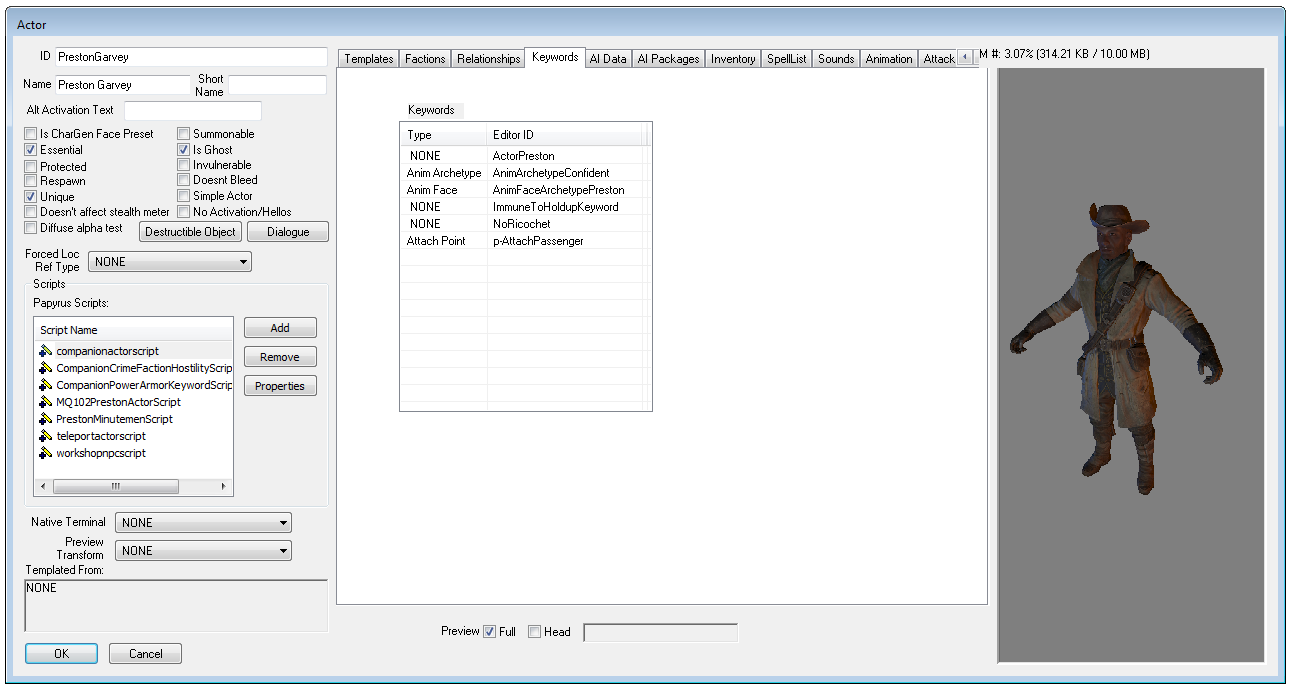 Actor
ID PrestonGarvey
Name Preston Garvey Short Name
Alt Activation Text
Is CharGen Face Preset Summonable
Essential Is Ghost
Protected Invulnerable
Respawn Doesnt Bleed
Unique Simple Actor
Doesn't affect stealth meter No Activation/Hellos
Diffuse alpha test Destructible Object Dialogue
Forced Loc Ref Type NONE
Scripts
Papyrus Scripts:
Script Name
companionactorscript
CompanionCrimeFactionHostilityScrip
CompanionPowerArmorKeywordScrip
MQ102PrestonActorScript
PrestonMinutemenScript
teleportactorscript
workshopnpcscript
Add
Remove
Properties
Native Terminal NONE
Preview Transform NONE
Templated From:
NONE
OK Cancel
Templates Factions Relationships Keywords AI Data AI Packages Inventory SpellList Sounds Animation Attack M #: 3.07% (314.21 KB / 10.00 MB)
Keywords
Type Editor ID
NONE ActorPreston
Anim Archetype AnimArchetypeConfident
Anim Face AnimFaceArchetypePreston
NONE ImmuneToHoldupKeyword
NONE NoRicochet
Attach Point p-AttachPassenger
Preview Full Head